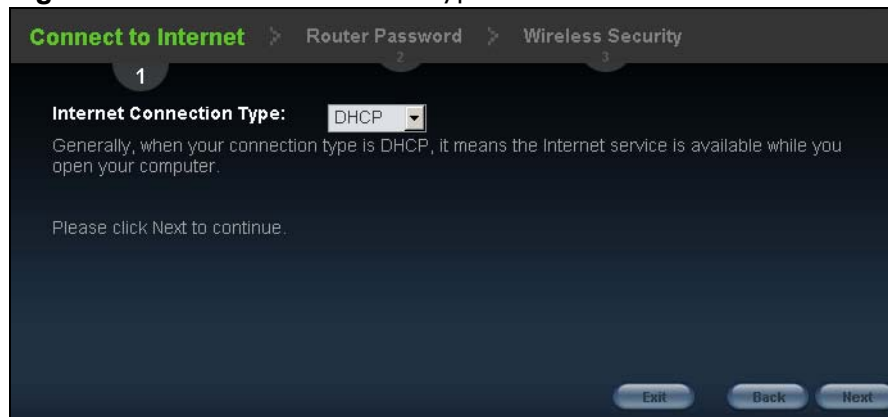 Connect to Internet > Router Password > Wireless Security
1 2 3
Internet Connection Type: DHCP
Generally, when your connection type is DHCP, it means the Internet service is available while you
open your computer.
Please click Next to continue.
Exit Back Next